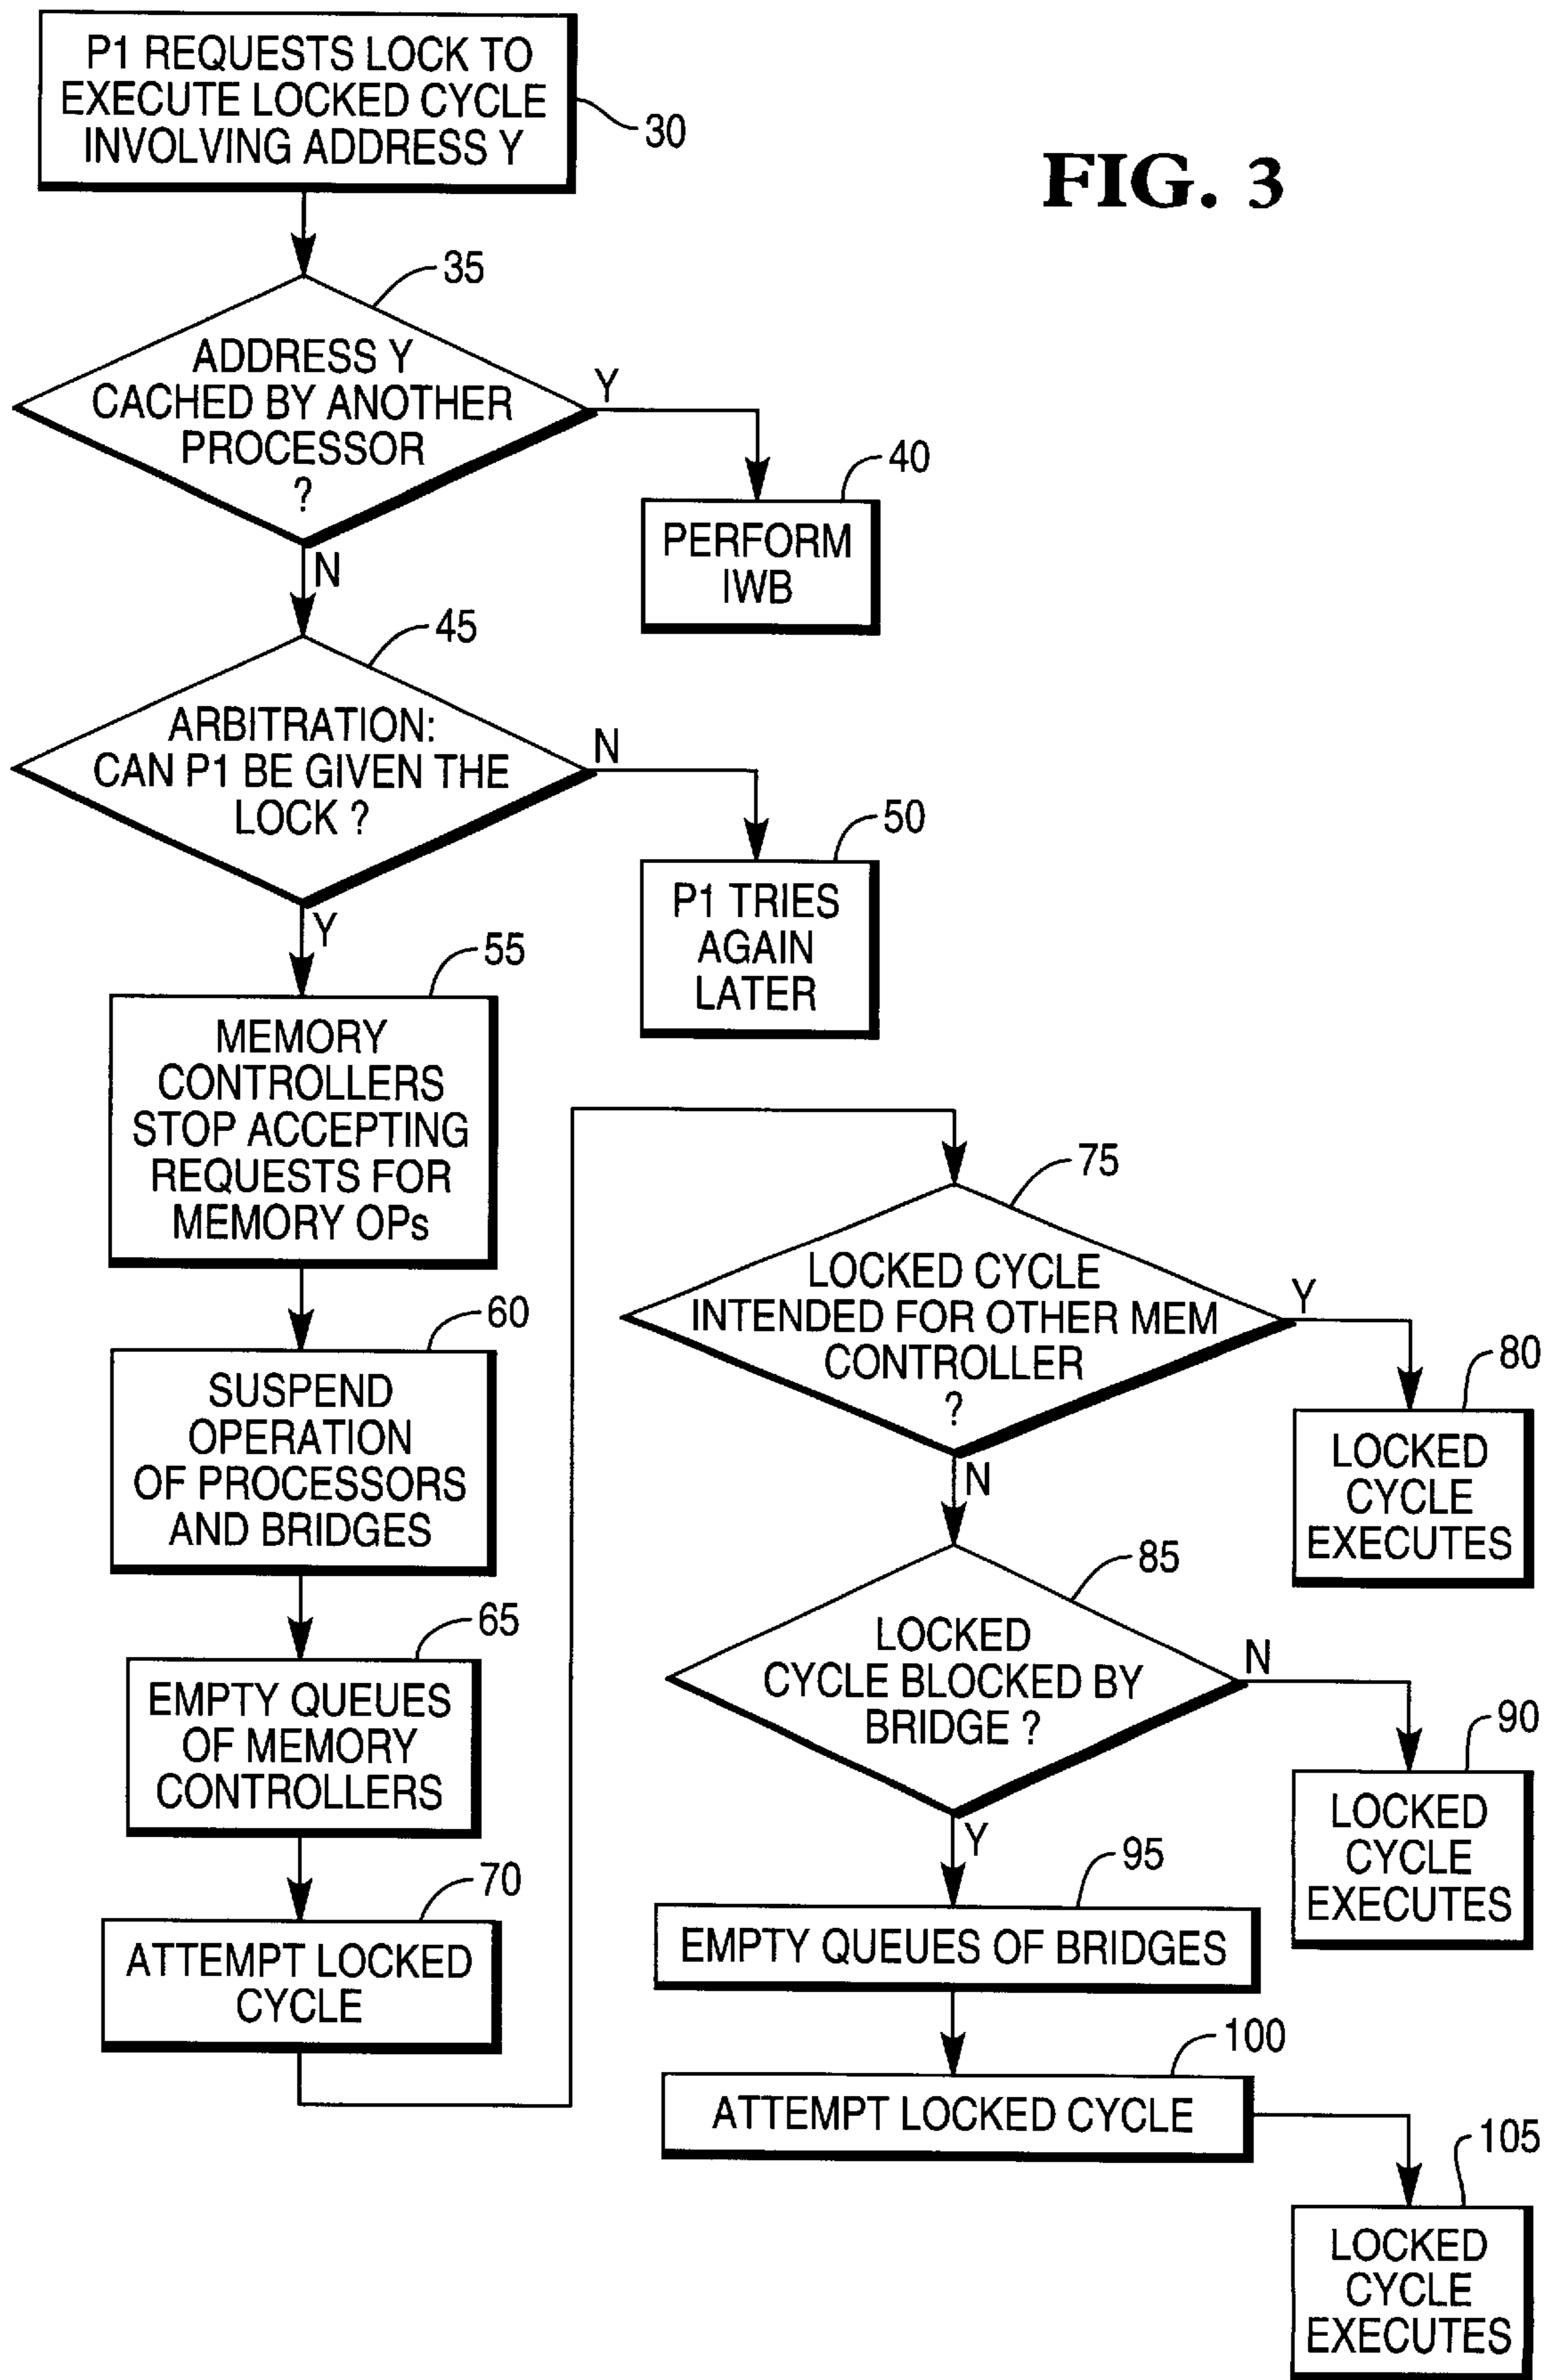 P1 REQUESTS LOCK TO
EXECUTE LOCKED CYCLE
INVOLVING ADDRESS Y
30
FIG. 3
35
ADDRESS Y
CACHED BY ANOTHER
PROCESSOR
?
Y
40
PERFORM
IWB
N
45
ARBITRATION:
CAN P1 BE GIVEN THE
LOCK ?
N
50
P1 TRIES
AGAIN
LATER
Y
55
MEMORY
CONTROLLERS
STOP ACCEPTING
REQUESTS FOR
MEMORY OPs
60
SUSPEND
OPERATION
OF PROCESSORS
AND BRIDGES
65
EMPTY QUEUES
OF MEMORY
CONTROLLERS
70
ATTEMPT LOCKED
CYCLE
75
LOCKED CYCLE
INTENDED FOR OTHER MEM
CONTROLLER
?
Y
80
LOCKED
CYCLE
EXECUTES
N
85
LOCKED
CYCLE BLOCKED BY
BRIDGE ?
N
90
LOCKED
CYCLE
EXECUTES
Y
95
EMPTY QUEUES OF BRIDGES
100
ATTEMPT LOCKED CYCLE
105
LOCKED
CYCLE
EXECUTES